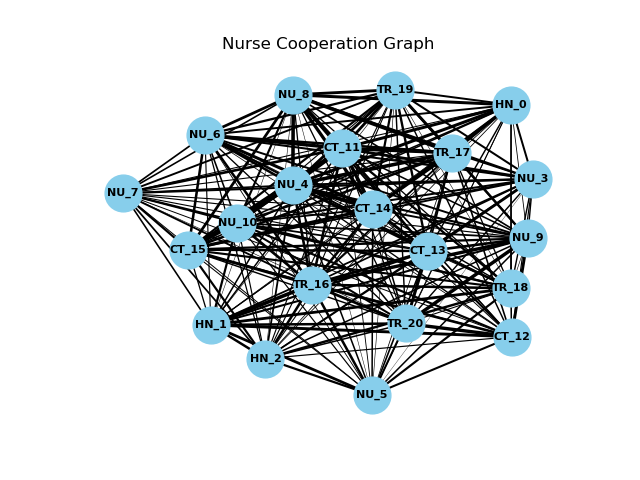 Nurse Cooperation Graph
TR_19
NU_8
HN_0
NU_6
CT_11
TR_17
NU_3
NU_4
NU_7
CT_14
NU_10
NU_9
CT_15
CT_13
TR_16
TR_18
TR_20
HN_1
CT_12
HN_2
NU_5